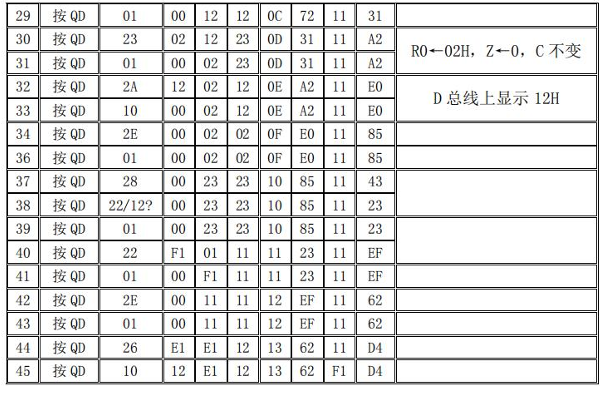 29 按 QD 01 00 12 12 0C 72 11 31
30 按 QD 23 02 12 23 0D 31 11 A2 R0←02H, Z←0, C 不变
31 按 QD 01 00 02 23 0D 31 11 A2
32 按 QD 2A 12 02 12 0E A2 11 E0 D 总线上显示 12H
33 按 QD 10 00 02 12 0E A2 11 E0
34 按 QD 2E 00 02 02 0F E0 11 85
36 按 QD 01 00 02 02 0F E0 11 85
37 按 QD 28 00 23 23 10 85 11 43
38 按 QD 22/12? 00 23 23 10 85 11 23
39 按 QD 01 00 23 23 10 85 11 23
40 按 QD 22 F1 01 11 11 23 11 EF
41 按 QD 01 00 F1 11 11 23 11 EF
42 按 QD 2E 00 11 11 12 EF 11 62
43 按 QD 01 00 11 11 12 EF 11 62
44 按 QD 26 E1 E1 12 13 62 11 D4
45 按 QD 10 12 E1 12 13 62 F1 D4